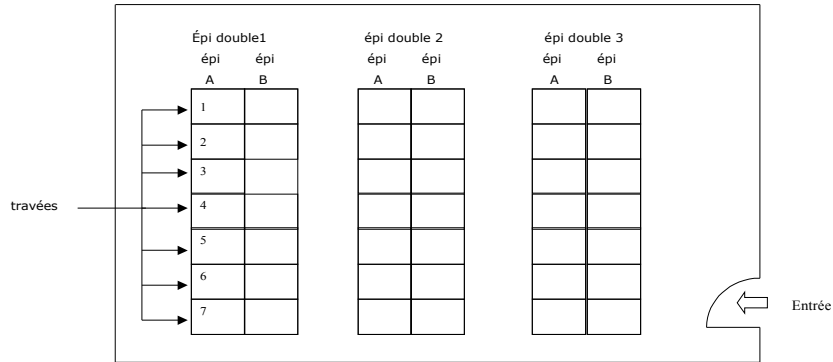 Épi double1 épi double 2 épi double 3
épi épi épi épi épi épi
A B A B A B
1
2
3
travées 4
5
6
Entrée
7